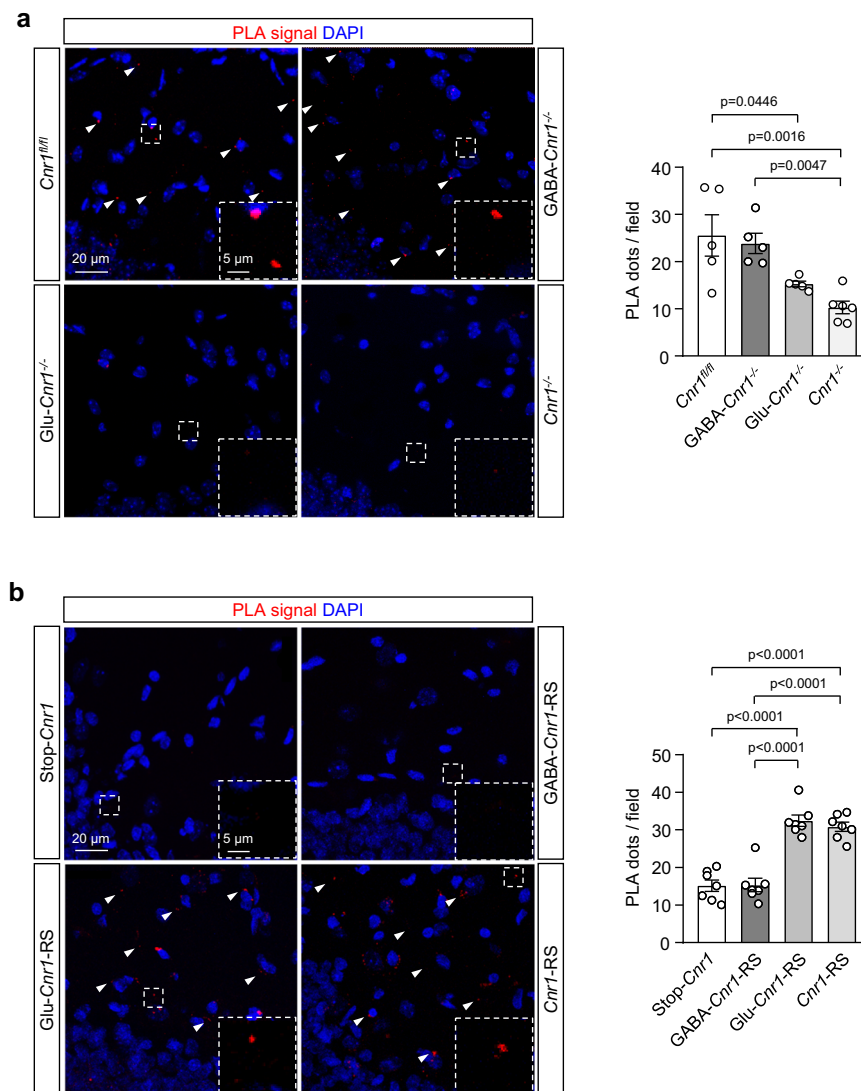 a
PLA signal DAPI
Cnr1fl/fl
GABA-Cnr1-/-
Glu-Cnr1-/-
Cnr1-/-
20 µm
5 µm
p=0.0446
p=0.0016
p=0.0047
PLA dots / field
40
30
20
10
0
Cnr1fl/fl
GABA-Cnr1-/-
Glu-Cnr1-/-
Cnr1-/-
b
PLA signal DAPI
Stop-Cnr1
GABA-Cnr1-RS
Glu-Cnr1-RS
Cnr1-RS
20 µm
5 µm
p<0.0001
p<0.0001
p<0.0001
p<0.0001
PLA dots / field
50
40
30
20
10
0
Stop-Cnr1
GABA-Cnr1-RS
Glu-Cnr1-RS
Cnr1-RS